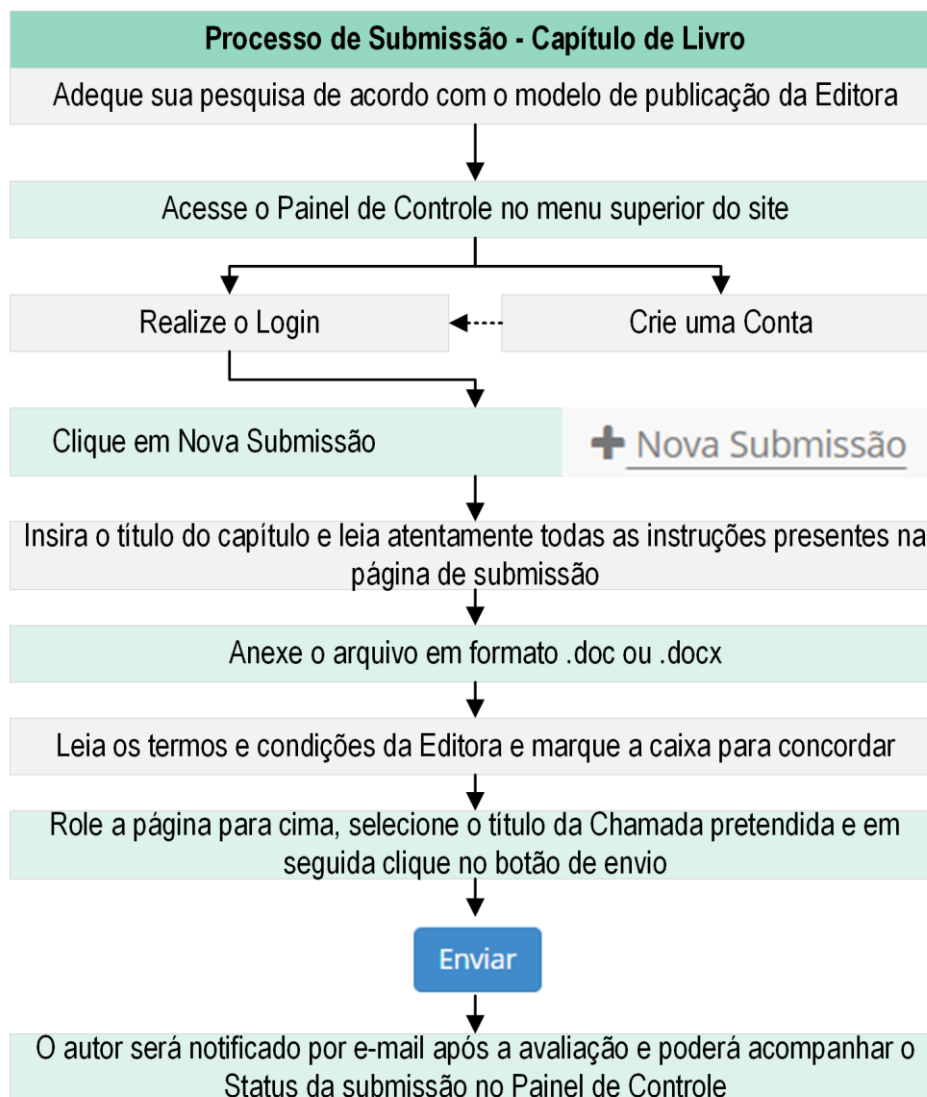 Processo de Submissão - Capítulo de Livro
Adeque sua pesquisa de acordo com o modelo de publicação da Editora
Acesse o Painel de Controle no menu superior do site
Realize o Login
Crie uma Conta
Clique em Nova Submissão
+ Nova Submissão
Insira o título do capítulo e leia atentamente todas as instruções presentes na
página de submissão
Anexe o arquivo em formato .doc ou .docx
Leia os termos e condições da Editora e marque a caixa para concordar
Role a página para cima, selecione o título da Chamada pretendida e em
seguida clique no botão de envio
Enviar
O autor será notificado por e-mail após a avaliação e poderá acompanhar o
Status da submissão no Painel de Controle